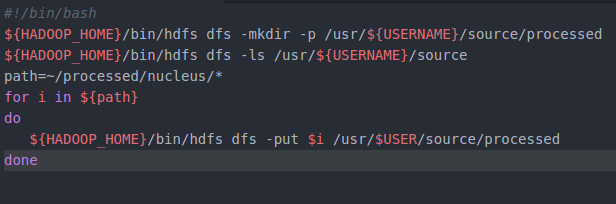 #!/bin/bash
${HADOOP_HOME}/bin/hdfs dfs -mkdir -p /usr/${USERNAME}/source/processed
${HADOOP_HOME}/bin/hdfs dfs -ls /usr/${USERNAME}/source
path=~/processed/nucleus/*
for i in ${path}
do
   ${HADOOP_HOME}/bin/hdfs dfs -put $i /usr/$USER/source/processed
done